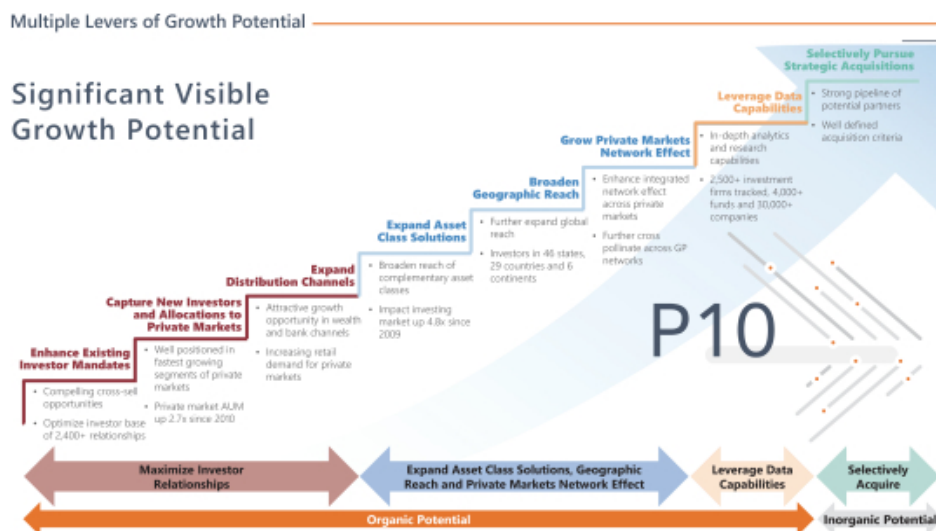 Multiple Levers of Growth Potential
Significant Visible
Growth Potential
Enhance Existing
Investor Mandates
• Compelling cross-sell
opportunities
• Optimize investor base
of 2,400+ relationships
Capture New Investors
and Allocations to
Private Markets
• Well positioned in
fastest growing
segments of private
markets
• Private market AUM
up 2.7x since 2010
Expand
Distribution Channels
• Attractive growth
opportunity in wealth
and bank channels
• Increasing retail
demand for private
markets
Expand Asset
Class Solutions
• Broaden reach of
complementary asset
classes
• Impact investing
market up 4.8x since
2009
Broaden
Geographic Reach
• Further expand global
reach
• Investors in 46 states,
29 countries and 6
continents
Grow Private Markets
Network Effect
• Enhance integrated
network effect
across private
markets
• Further cross
pollinate across GP
networks
Leverage Data
Capabilities
• In-depth analytics
and research
capabilities
• 2,500+ investment
firms tracked, 4,000+
funds and 30,000+
companies
Selectively Pursue
Strategic Acquisitions
• Strong pipeline of
potential partners
• Well defined
acquisition criteria
P10
Maximize Investor
Relationships
Expand Asset Class Solutions, Geographic
Reach and Private Markets Network Effect
Leverage Data
Capabilities
Selectively
Acquire
Organic Potential
Inorganic Potential